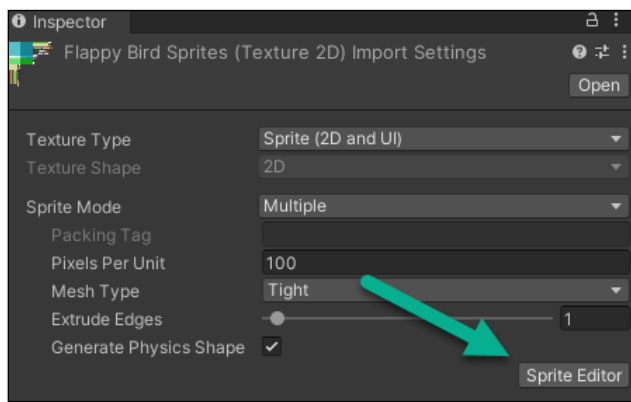 Inspector
Flappy Bird Sprites (Texture 2D) Import Settings
Open
Texture Type Sprite (2D and UI)
Texture Shape 2D
Sprite Mode Multiple
Packing Tag
Pixels Per Unit 100
Mesh Type Tight
Extrude Edges 1
Generate Physics Shape
Sprite Editor